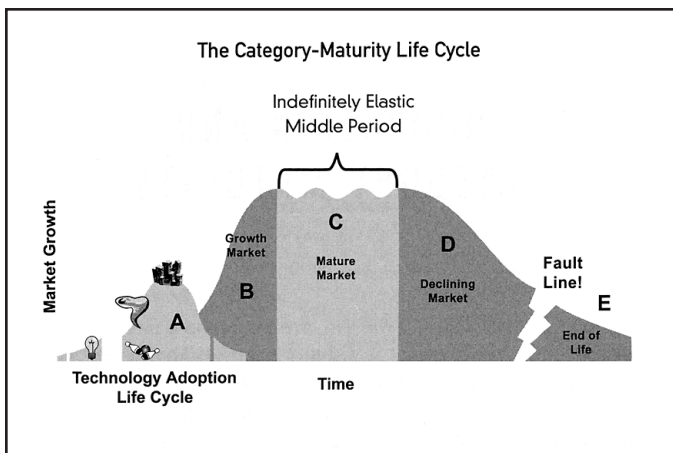 The Category-Maturity Life Cycle
Indefinitely Elastic
Middle Period
Market Growth
Growth
Market
B
A
C
Mature
Market
D
Declining
Market
Fault
Line!
E
End of
Life
Technology Adoption
Life Cycle
Time